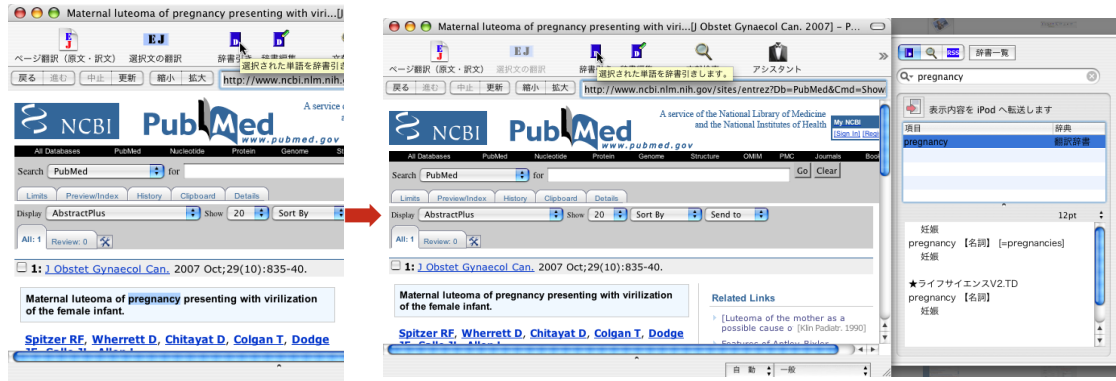 Maternal luteoma of pregnancy presenting with viri...[J
ページ翻訳（原文・訳文）
選択文の翻訳
選択された単語を辞書引き
戻る
進む
中止
更新
縮小
拡大
http://www.ncbi.nlm.nih.
A service
NCBI
PubMed
www.pubmed.gov
All Databases
PubMed
Nucleotide
Protein
Genome
Search
PubMed
for
Limits
Preview/Index
History
Clipboard
Details
Display
AbstractPlus
Show
20
Sort By
All: 1
Review: 0
1: J Obstet Gynaecol Can. 2007 Oct;29(10):835-40.
Maternal luteoma of pregnancy presenting with virilization
of the female infant.
Spitzer RF, Wherrett D, Chitayat D, Colgan T, Dodge
Maternal luteoma of pregnancy presenting with viri...[J Obstet Gynaecol Can. 2007] – P...
ページ翻訳（原文・訳文）
選択文の翻訳
アシスタント
選択された単語を辞書引きします。
戻る
進む
中止
更新
縮小
拡大
http://www.ncbi.nlm.nih.gov/sites/entrez?Db=PubMed&Cmd=Show
NCBI
PubMed
www.pubmed.gov
A service of the National Library of Medicine
and the National Institutes of Health
My NCBI
[Sign In]
All Databases
PubMed
Nucleotide
Protein
Genome
Structure
OMIM
PMC
Journals
Search
PubMed
for
Go
Clear
Limits
Preview/Index
History
Clipboard
Details
Display
AbstractPlus
Show
20
Sort By
Send to
All: 1
Review: 0
1: J Obstet Gynaecol Can. 2007 Oct;29(10):835-40.
Maternal luteoma of pregnancy presenting with virilization
of the female infant.
Spitzer RF, Wherrett D, Chitayat D, Colgan T, Dodge
Related Links
[Luteoma of the mother as a
possible cause o [Klin Padiatr. 1990]
自動
一般
RSS
辞書一覧
pregnancy
表示内容を iPod へ転送します
項目
辞典
pregnancy
翻訳辞書
12pt
妊娠
pregnancy 【名詞】 [=pregnancies]
妊娠
★ライフサイエンスV2.TD
pregnancy 【名詞】
妊娠